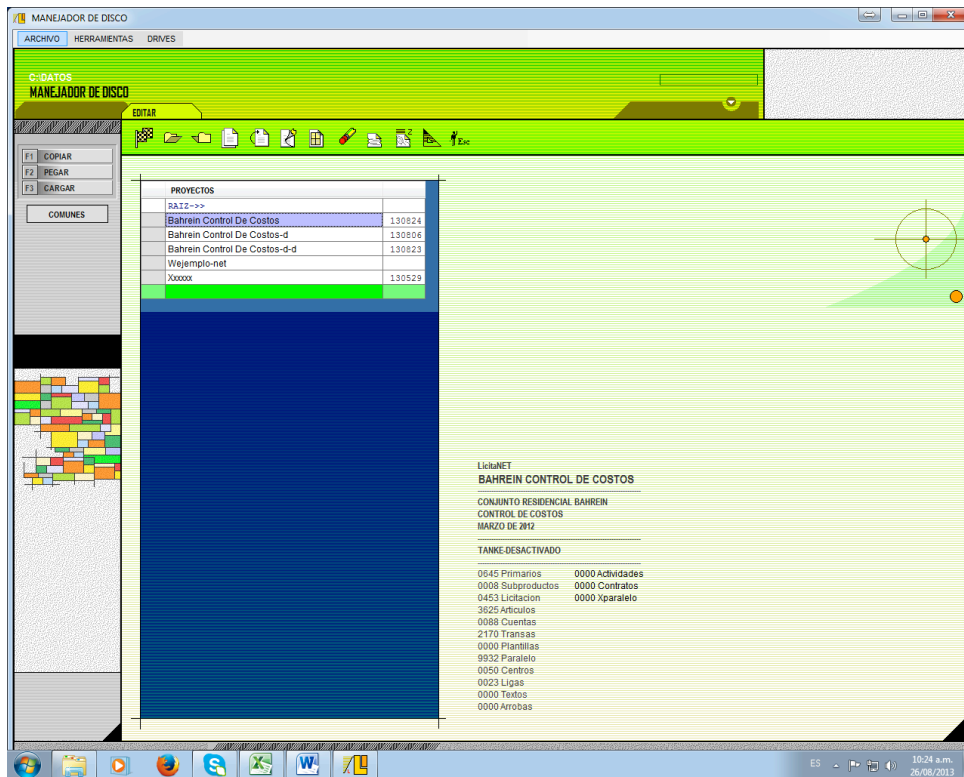 MANEJADOR DE DISCO
ARCHIVO HERRAMIENTAS DRIVES
C:\DATOS
MANEJADOR DE DISCO
EDITAR
Esc
F1 COPIAR
F2 PEGAR
F3 CARGAR
COMUNES
PROYECTOS
RAIZ->>
Bahrein Control De Costos 130824
Bahrein Control De Costos-d 130806
Bahrein Control De Costos-d-d 130823
Wejemplo-net
Xxxxxx 130529
LicitaNET
BAHREIN CONTROL DE COSTOS
CONJUNTO RESIDENCIAL BAHREIN
CONTROL DE COSTOS
MARZO DE 2012
TANKE-DESACTIVADO
0645 Primarios 0000 Actividades
0008 Subproductos 0000 Contratos
0453 Licitacion 0000 Xparalelo
3625 Articulos
0088 Cuentas
2170 Transas
0000 Plantillas
9932 Paralelo
0050 Centros
0023 Ligas
0000 Textos
0000 Arrobas
ES 10:24 a.m.
26/08/2013